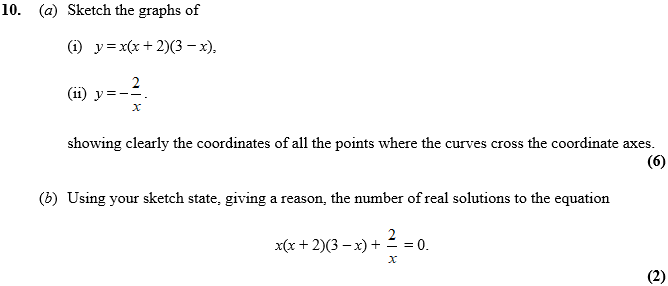 10. (a) Sketch the graphs of
(i) y = x(x + 2)(3 − x),
(ii) y = −2/x.
showing clearly the coordinates of all the points where the curves cross the coordinate axes.
(6)
(b) Using your sketch state, giving a reason, the number of real solutions to the equation
x(x + 2)(3 − x) + 2/x = 0.
(2)